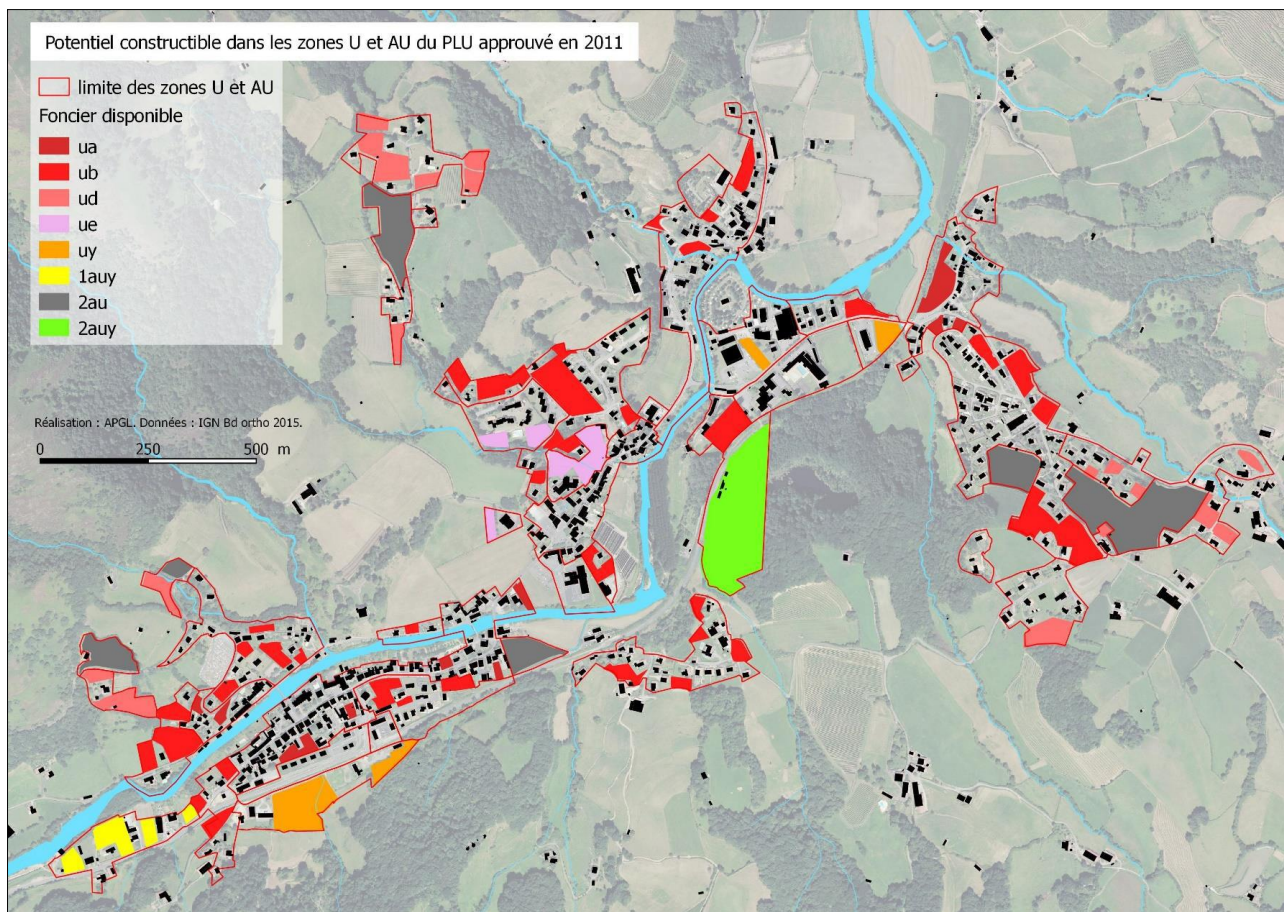 Potentiel constructible dans les zones U et AU du PLU approuvé en 2011
limite des zones U et AU
Foncier disponible
ua
ub
ud
ue
uy
1auy
2au
2auy
Réalisation : APGL. Données : IGN Bd ortho 2015.
0 250 500 m